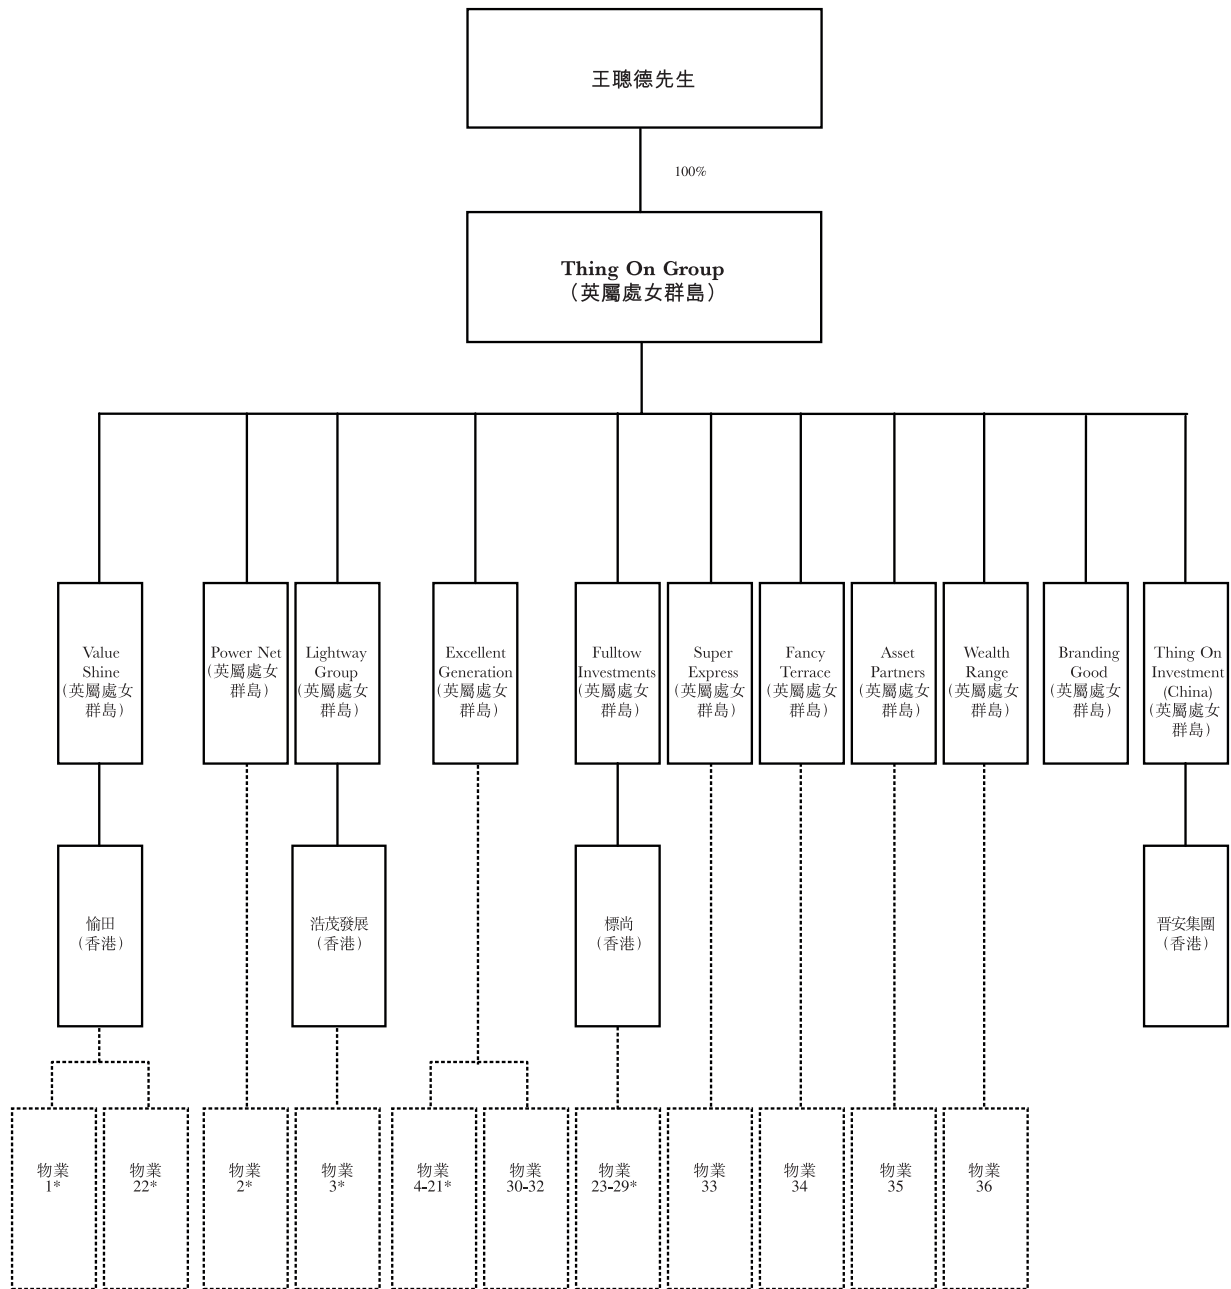 王聰德先生
100%
Thing On Group
（英屬處女群島）
Value
Shine
（英屬處女
群島）
Power Net
（英屬處女
群島）
Lightway
Group
（英屬處女
群島）
Excellent
Generation
（英屬處女
群島）
Fulltow
Investments
（英屬處女
群島）
Super
Express
（英屬處女
群島）
Fancy
Terrace
（英屬處女
群島）
Asset
Partners
（英屬處女
群島）
Wealth
Range
（英屬處女
群島）
Branding
Good
（英屬處女
群島）
Thing On
Investment
(China)
（英屬處女
群島）
愉田
（香港）
浩茂發展
（香港）
標尚
（香港）
晋安集團
（香港）
物業
1*
物業
22*
物業
2*
物業
3*
物業
4-21*
物業
30-32
物業
23-29*
物業
33
物業
34
物業
35
物業
36